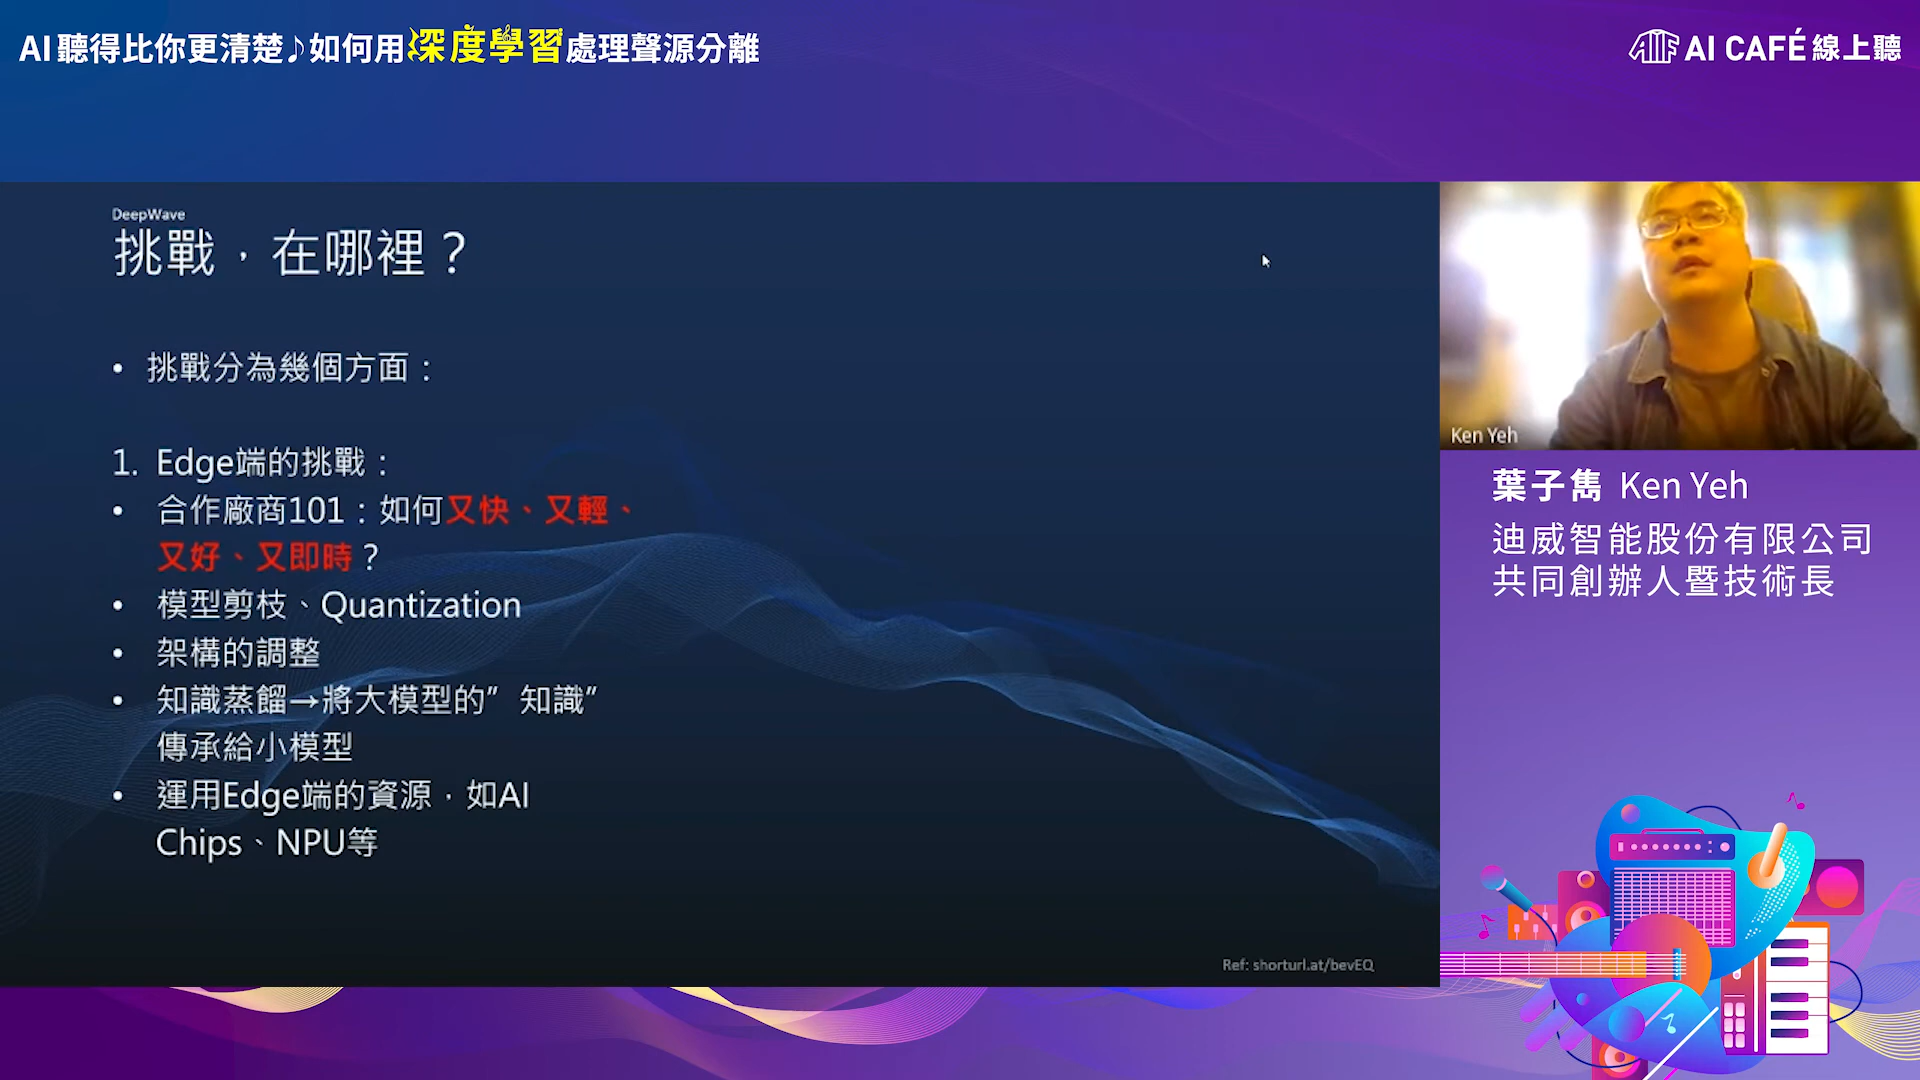 AI聽得比你更清楚♪如何用深度學習處理聲源分離
AIF AI CAFÉ 線上聽
DeepWave
挑戰，在哪裡？
• 挑戰分為幾個方面：
1. Edge端的挑戰：
• 合作廠商101：如何又快、又輕、
又好、又即時？
• 模型剪枝、Quantization
• 架構的調整
• 知識蒸餾→將大模型的”知識”
傳承給小模型
• 運用Edge端的資源，如AI
Chips、NPU等
Ref: shorturl.at/bevEQ
Ken Yeh
葉子雋 Ken Yeh
迪威智能股份有限公司
共同創辦人暨技術長